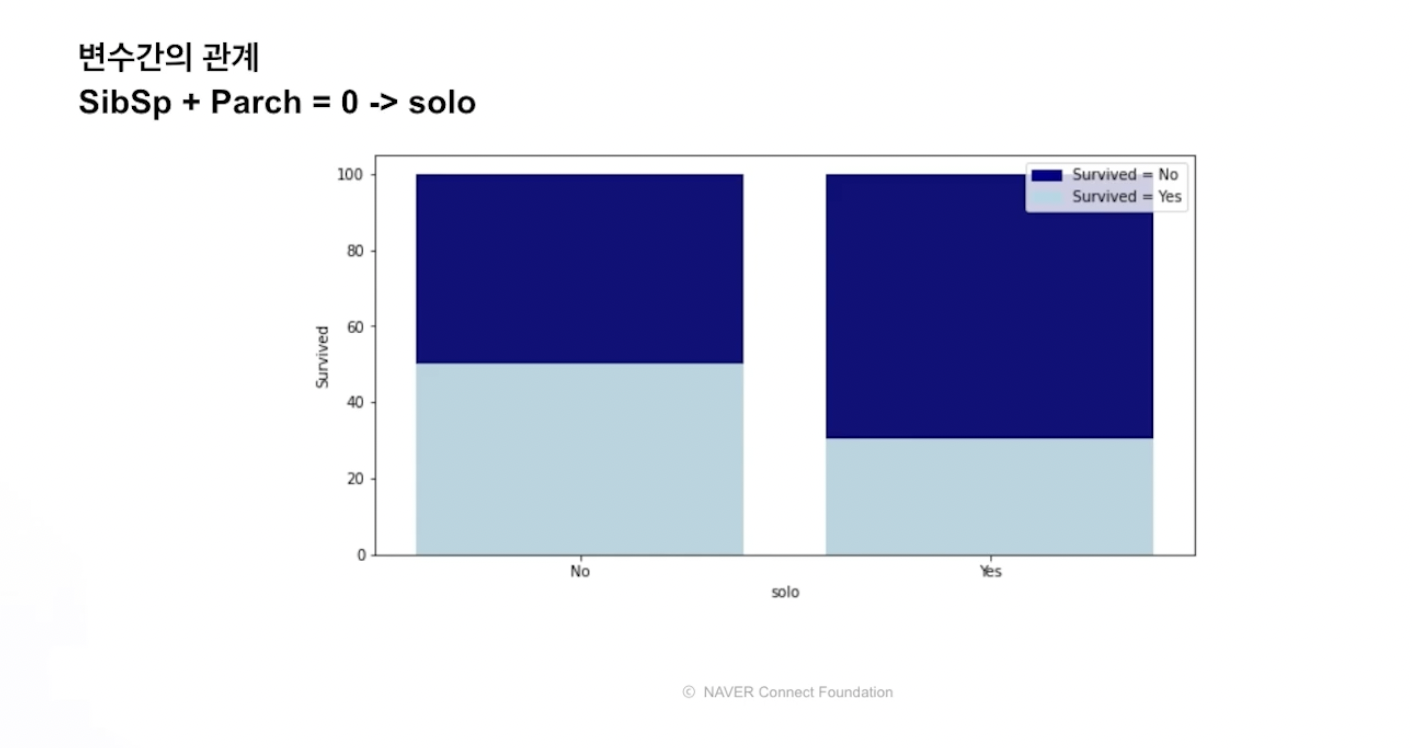 변수간의 관계
SibSp + Parch = 0 -> solo
Survived = No
Survived = Yes
100
80
60
40
20
0
Survived
No
Yes
solo
© NAVER Connect Foundation